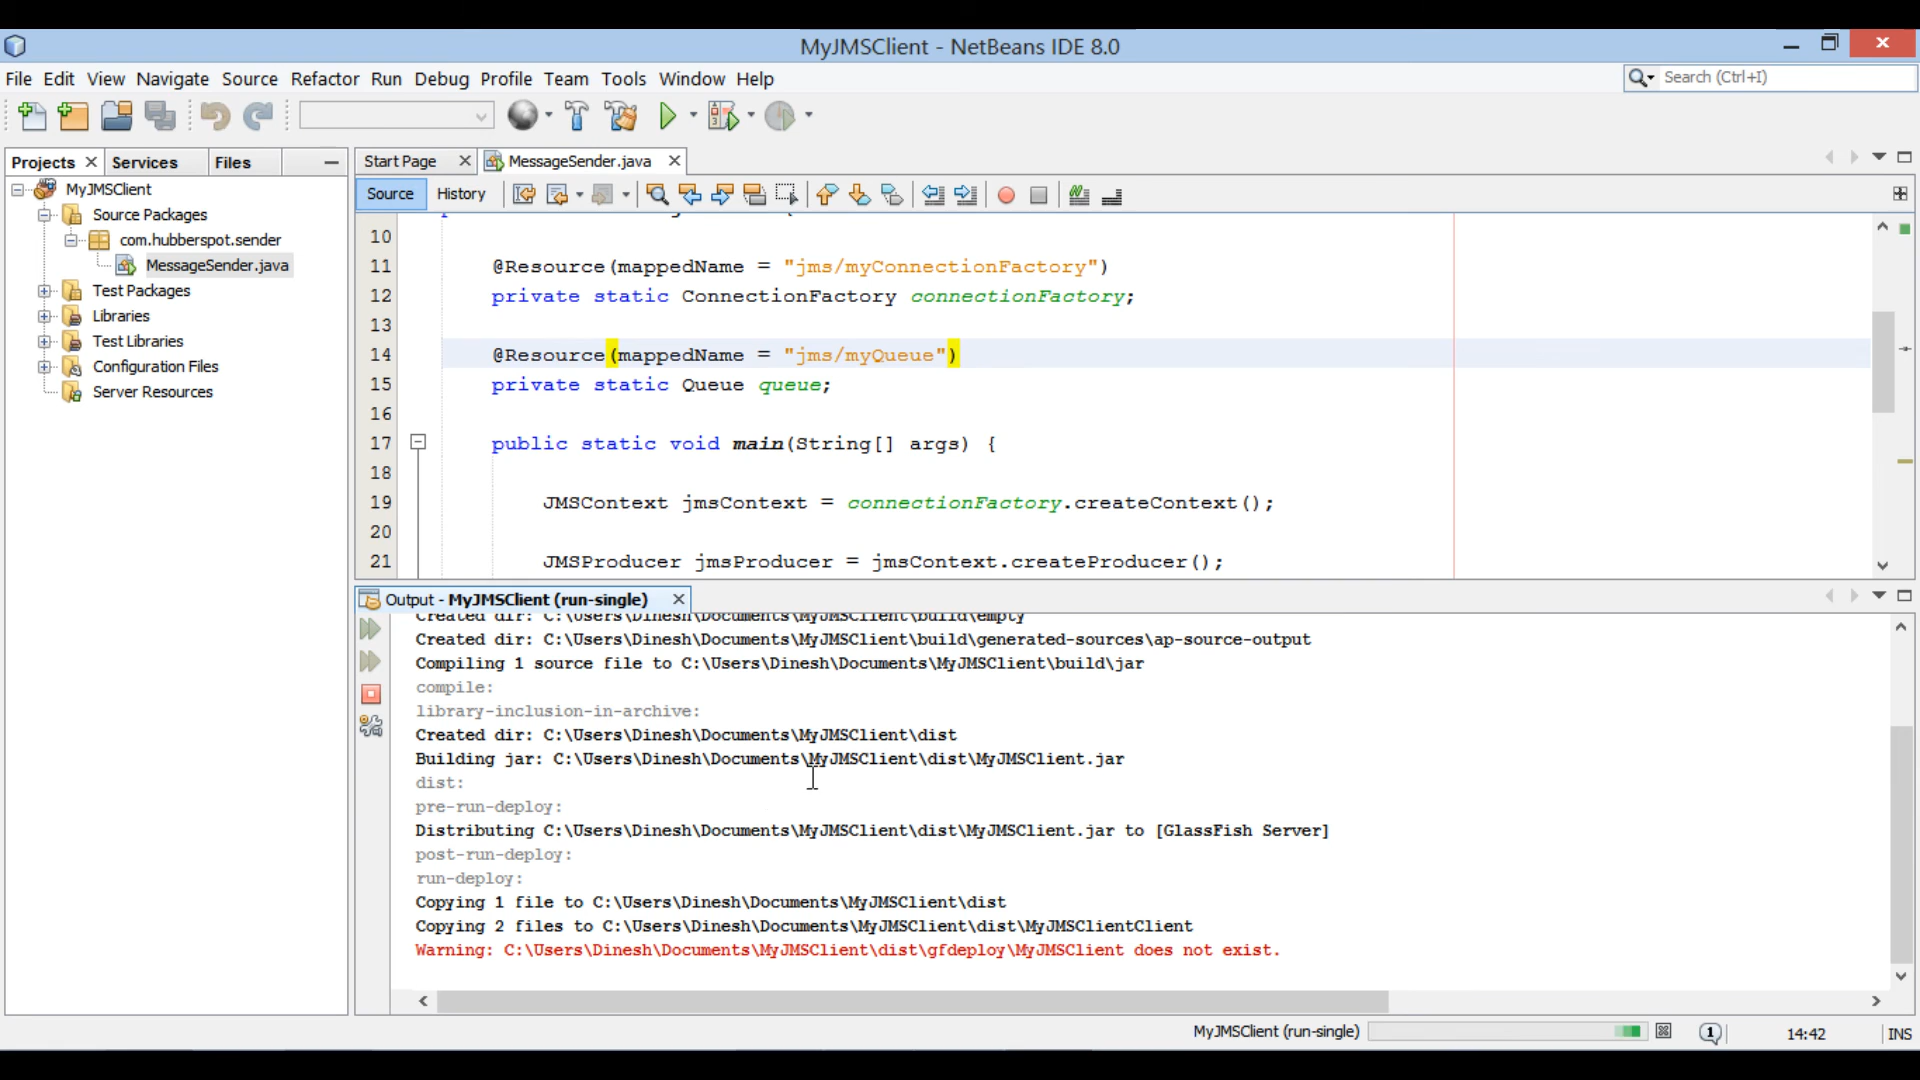 MyJMSClient - NetBeans IDE 8.0
File Edit View Navigate Source Refactor Run Debug Profile Team Tools Window Help
Search (Ctrl+I)
Projects Services Files
Start Page MessageSender.java
Source History
MyJMSClient
Source Packages
com.hubberspot.sender
MessageSender.java
Test Packages
Libraries
Test Libraries
Configuration Files
Server Resources
10
11 @Resource(mappedName = "jms/myConnectionFactory")
12 private static ConnectionFactory connectionFactory;
13
14 @Resource(mappedName = "jms/myQueue")
15 private static Queue queue;
16
17 public static void main(String[] args) {
18
19 JMSContext jmsContext = connectionFactory.createContext();
20
21 JMSProducer jmsProducer = jmsContext.createProducer();
Output - MyJMSClient (run-single)
Created dir: C:\Users\Dinesh\Documents\MyJMSClient\build\empty
Created dir: C:\Users\Dinesh\Documents\MyJMSClient\build\generated-sources\ap-source-output
Compiling 1 source file to C:\Users\Dinesh\Documents\MyJMSClient\build\jar
compile:
library-inclusion-in-archive:
Created dir: C:\Users\Dinesh\Documents\MyJMSClient\dist
Building jar: C:\Users\Dinesh\Documents\MyJMSClient\dist\MyJMSClient.jar
dist:
pre-run-deploy:
Distributing C:\Users\Dinesh\Documents\MyJMSClient\dist\MyJMSClient.jar to [GlassFish Server]
post-run-deploy:
run-deploy:
Copying 1 file to C:\Users\Dinesh\Documents\MyJMSClient\dist
Copying 2 files to C:\Users\Dinesh\Documents\MyJMSClient\dist\MyJMSClientClient
Warning: C:\Users\Dinesh\Documents\MyJMSClient\dist\gfdeploy\MyJMSClient does not exist.
MyJMSClient (run-single) 1 14:42 INS